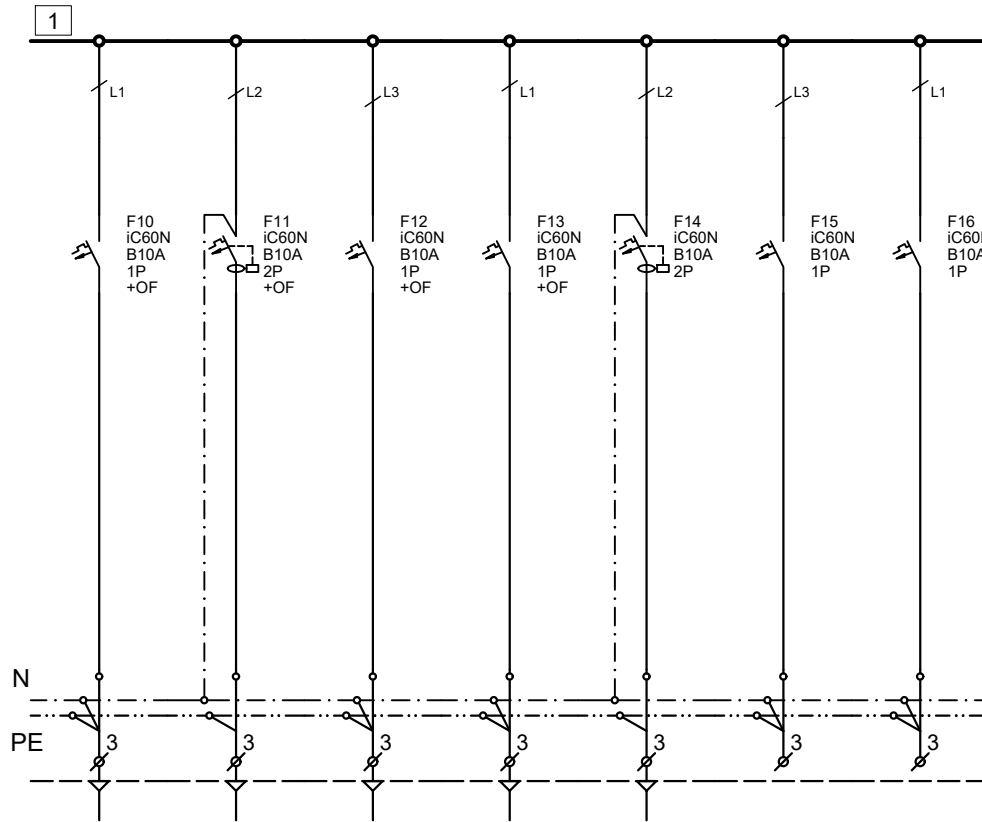 1
L1
L2
L3
L1
L2
L3
L1
F10
iC60N
B10A
1P
+OF
F11
iC60N
B10A
2P
+OF
F12
iC60N
B10A
1P
+OF
F13
iC60N
B10A
1P
+OF
F14
iC60N
B10A
2P
F15
iC60N
B10A
1P
F16
iC60N
B10A
1P
N
PE
3
3
3
3
3
3
3